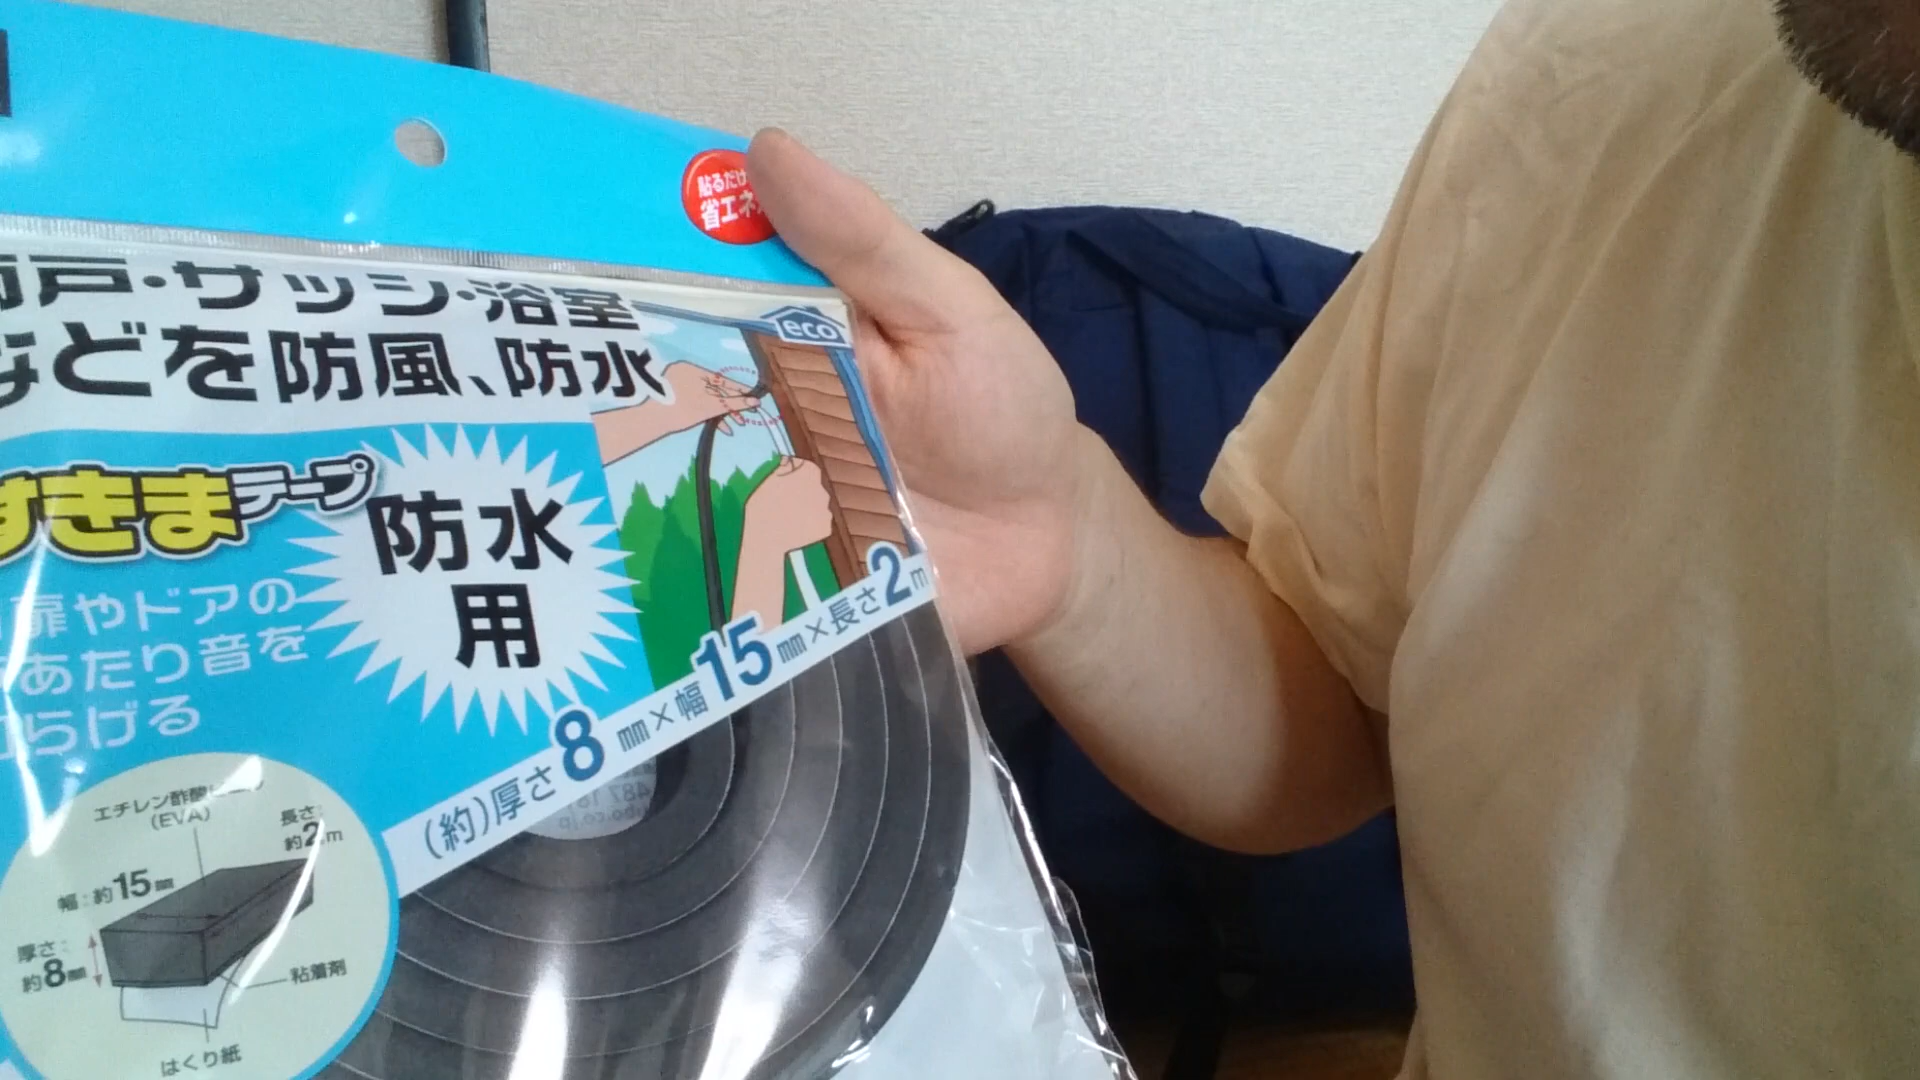 貼るだけ
省エネ
戸・サッシ・浴室
などを防風、防水
eco
すきまテープ
防水
用
扉やドアの
あたり音を
らげる
(約)厚さ8mm×幅15mm×長さ2m
エチレン酢酸
(EVA)
長さ:
約2m
幅:約15mm
厚さ:
約8mm
粘着剤
はくり紙